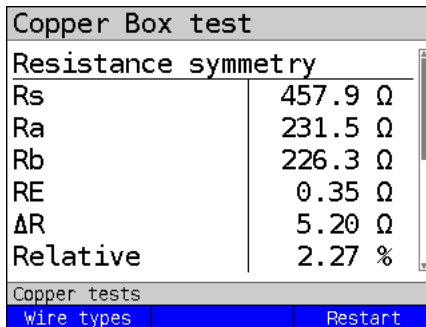 Copper Box test
Resistance symmetry
Rs 457.9 Ω
Ra 231.5 Ω
Rb 226.3 Ω
RE 0.35 Ω
ΔR 5.20 Ω
Relative 2.27 %
Copper tests
Wire types Restart